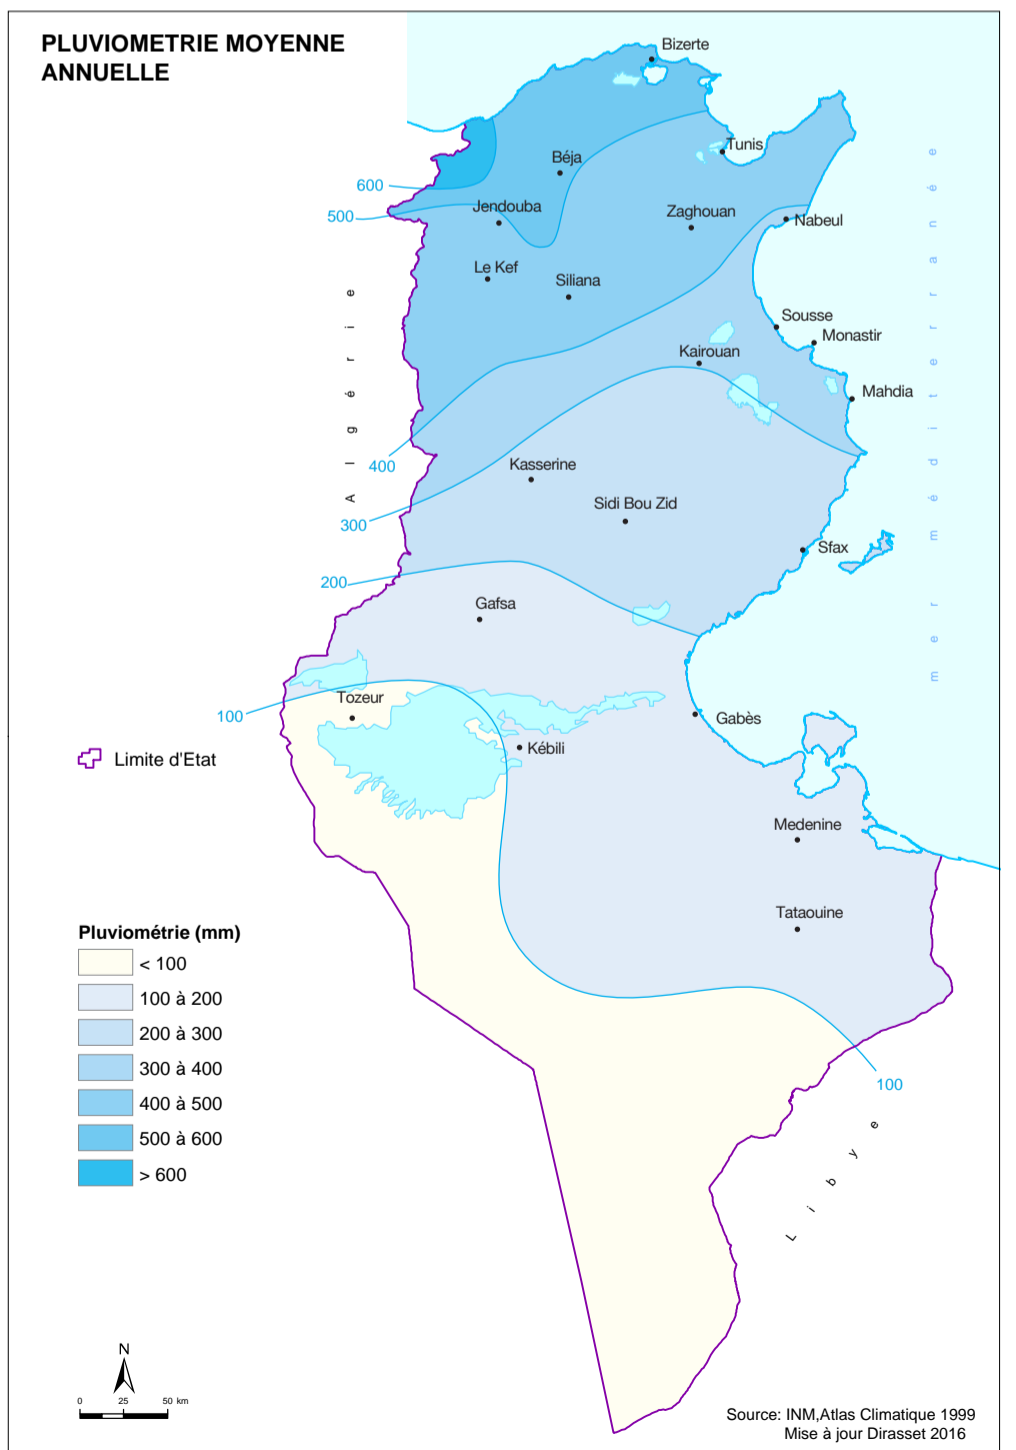 PLUVIOMETRIE MOYENNE
ANNUELLE
Bizerte
Tunis
Béja
600
Jendouba
500
Zaghouan
Nabeul
Le Kef
Siliana
Algérie
mer méditerranée
Sousse
Monastir
Kairouan
Mahdia
400
Kasserine
Sidi Bou Zid
300
Sfax
200
Gafsa
Tozeur
100
Gabès
Kébili
Limite d'Etat
Medenine
Tataouine
Pluviométrie (mm)
< 100
100 à 200
200 à 300
300 à 400
400 à 500
500 à 600
> 600
100
Libye
N
0 25 50 km
Source: INM,Atlas Climatique 1999
Mise à jour Dirasset 2016